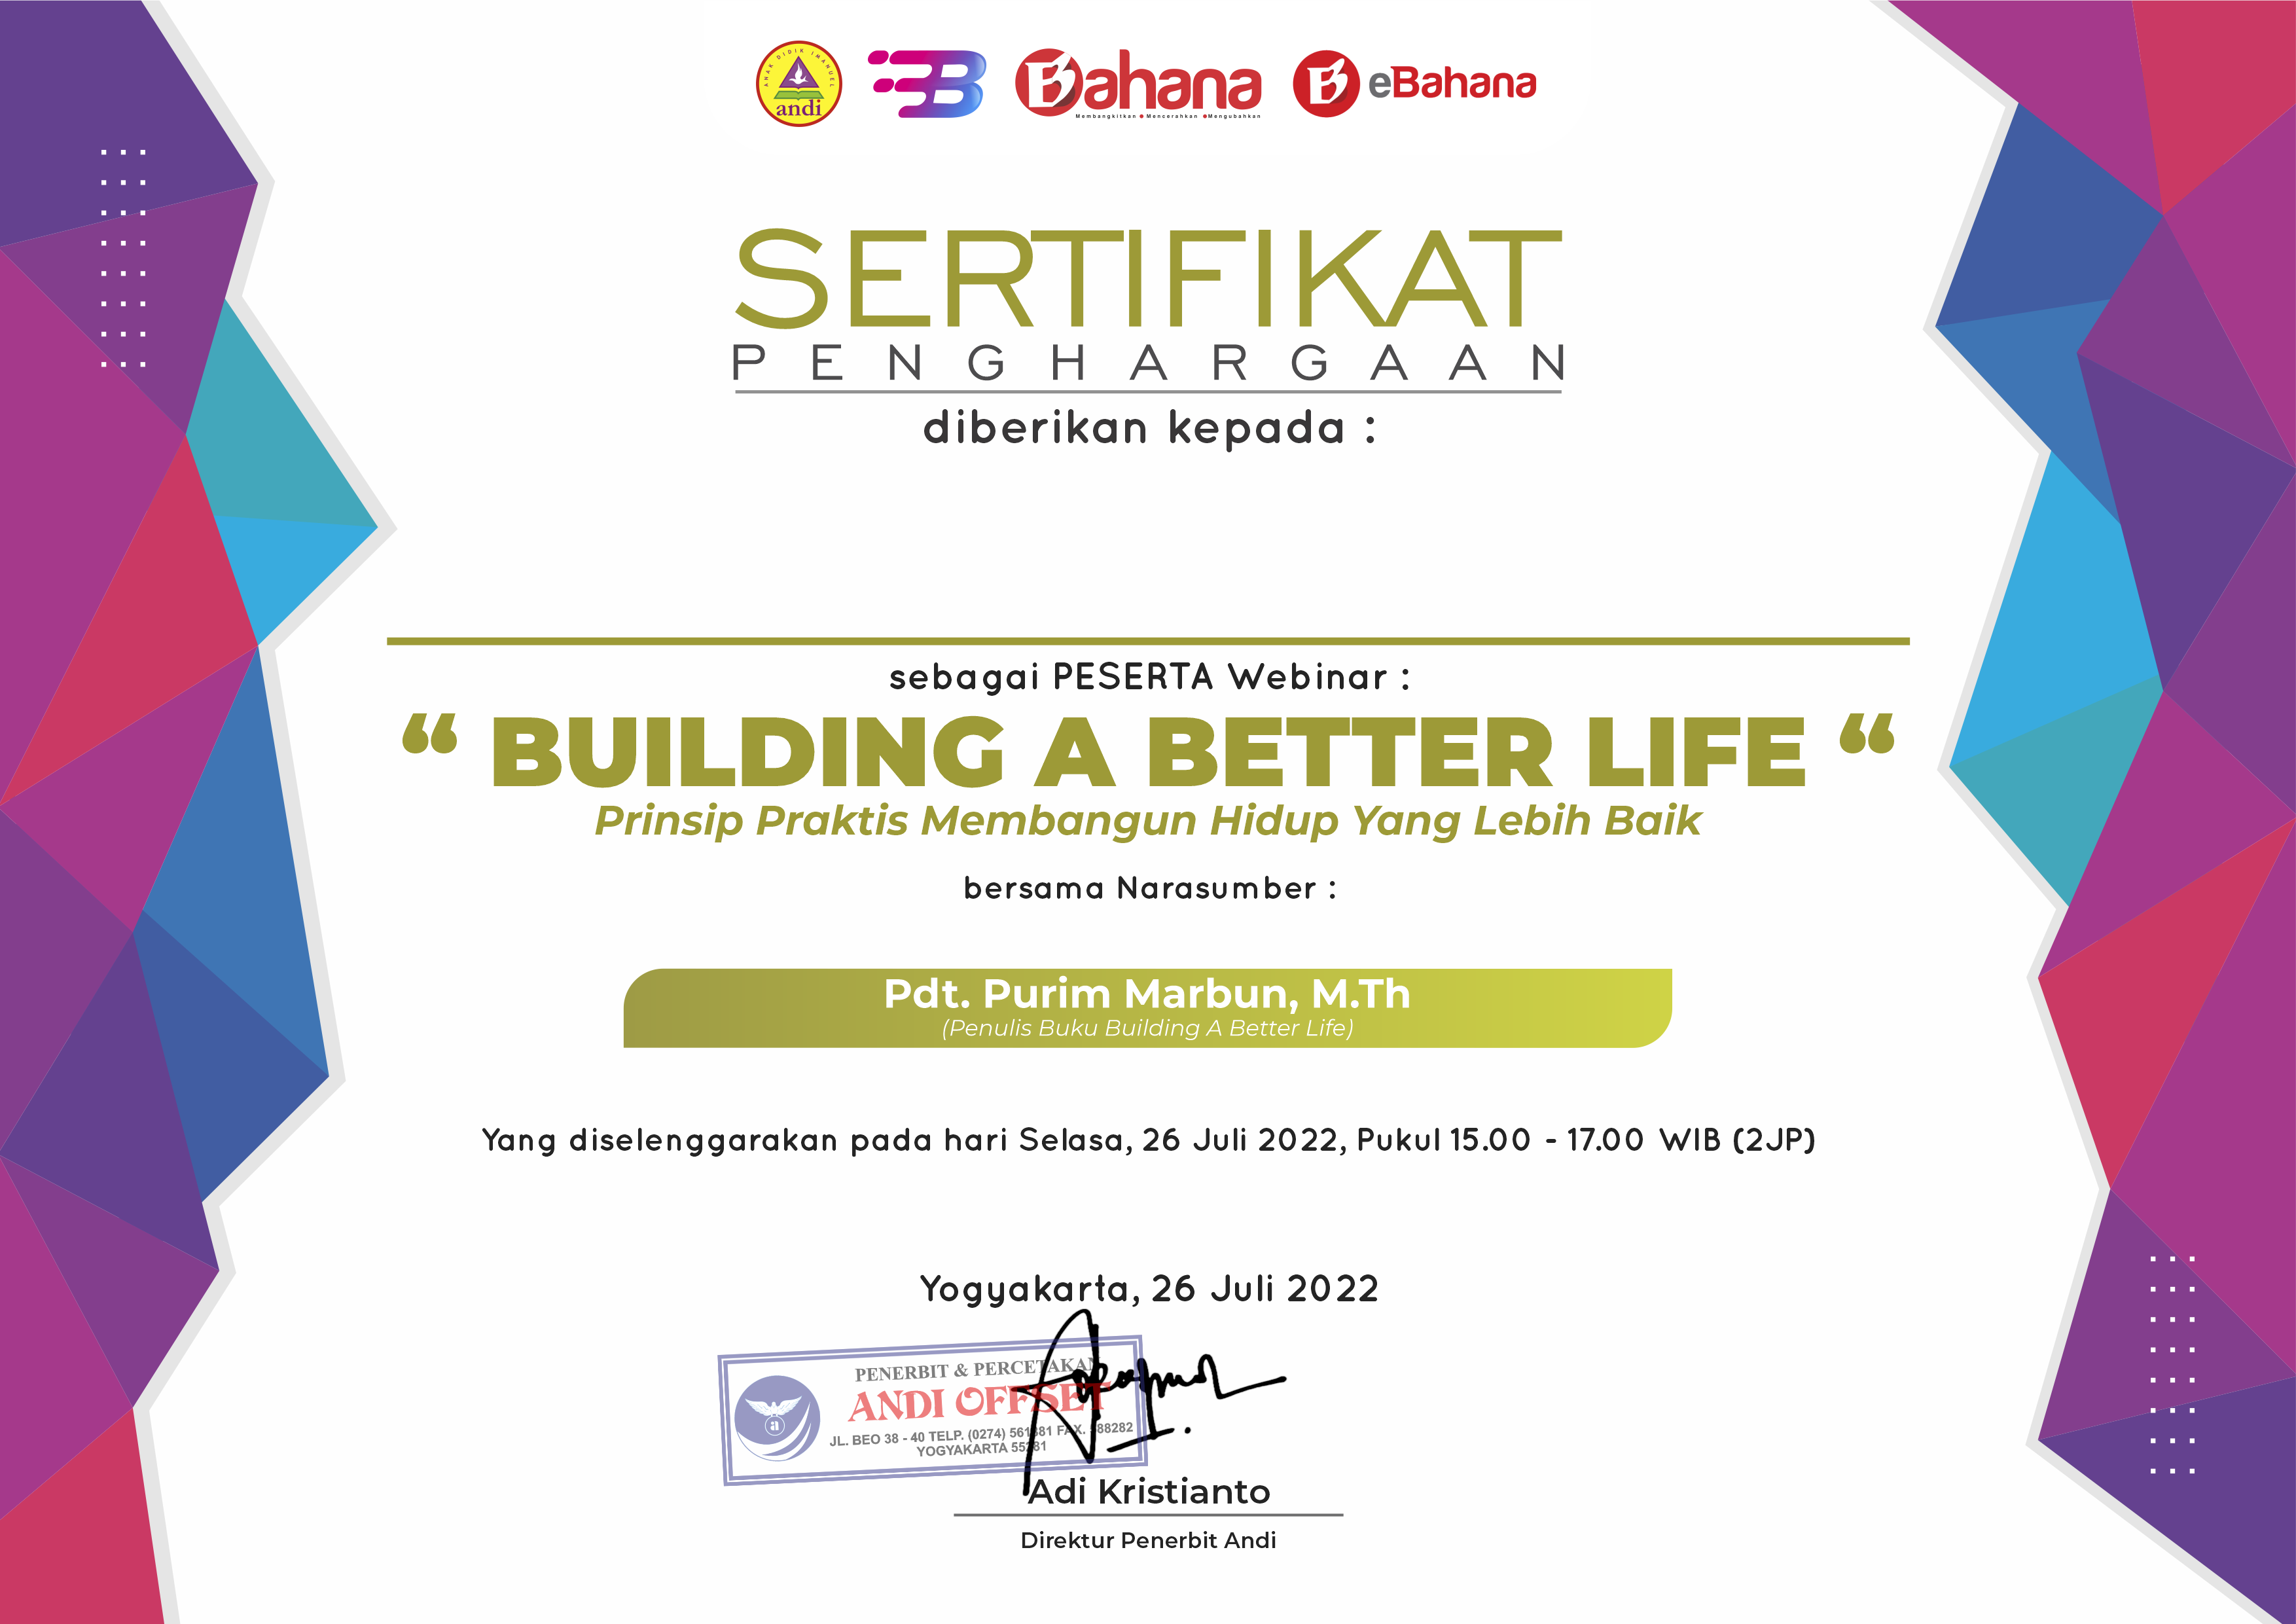 ANAK DIDIK IMANUEL
andi
B
Bahana
Membangkitkan ● Mencerahkan ● Mengubahkan
B eBahana
SERTIFIKAT
PENGHARGAAN
diberikan kepada :
sebagai PESERTA Webinar :
“ BUILDING A BETTER LIFE “
Prinsip Praktis Membangun Hidup Yang Lebih Baik
bersama Narasumber :
Pdt. Purim Marbun, M.Th
(Penulis Buku Building A Better Life)
Yang diselenggarakan pada hari Selasa, 26 Juli 2022, Pukul 15.00 - 17.00 WIB (2JP)
Yogyakarta, 26 Juli 2022
PENERBIT & PERCETAKAN
ANDI OFFSET
a
JL. BEO 38 - 40 TELP. (0274) FAX.
YOGYAKARTA
Adi Kristianto
Direktur Penerbit Andi